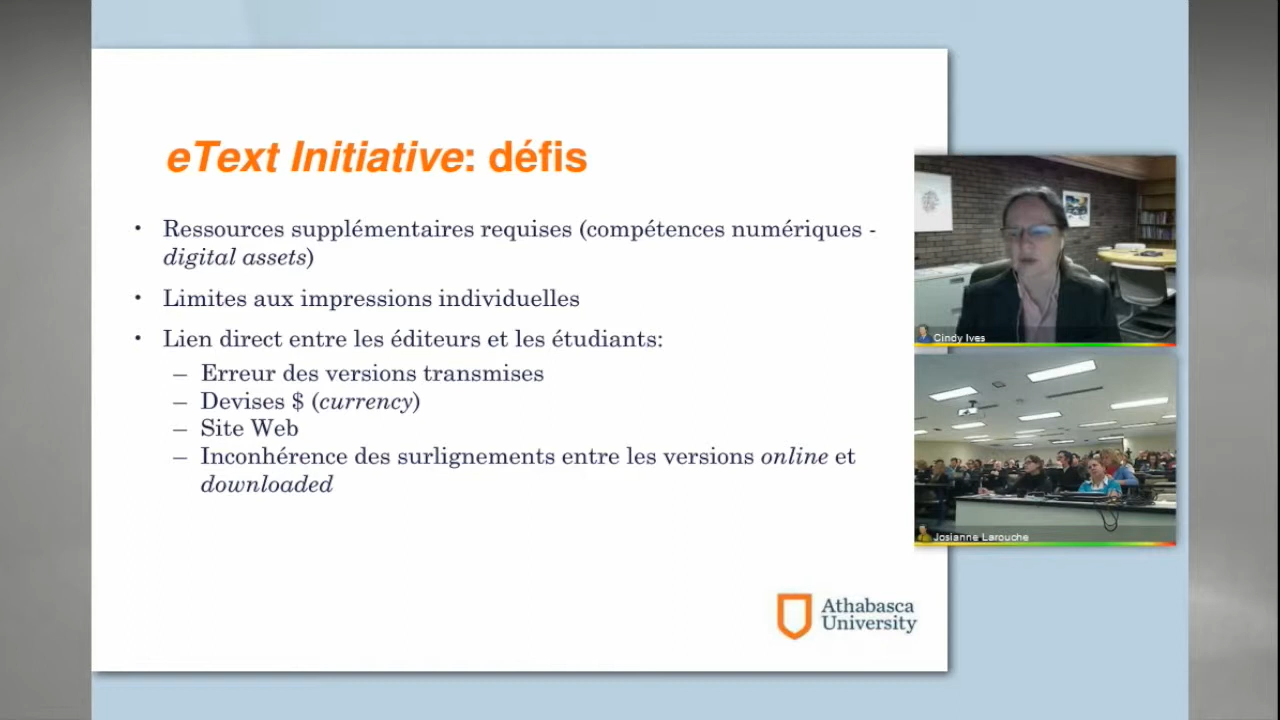 eText Initiative: défis
• Ressources supplémentaires requises (compétences numériques -
digital assets)
• Limites aux impressions individuelles
• Lien direct entre les éditeurs et les étudiants:
– Erreur des versions transmises
– Devises $ (currency)
– Site Web
– Inconhérence des surlignements entre les versions online et
downloaded
Athabasca
University
Cindy Ives
Josianne Larouche